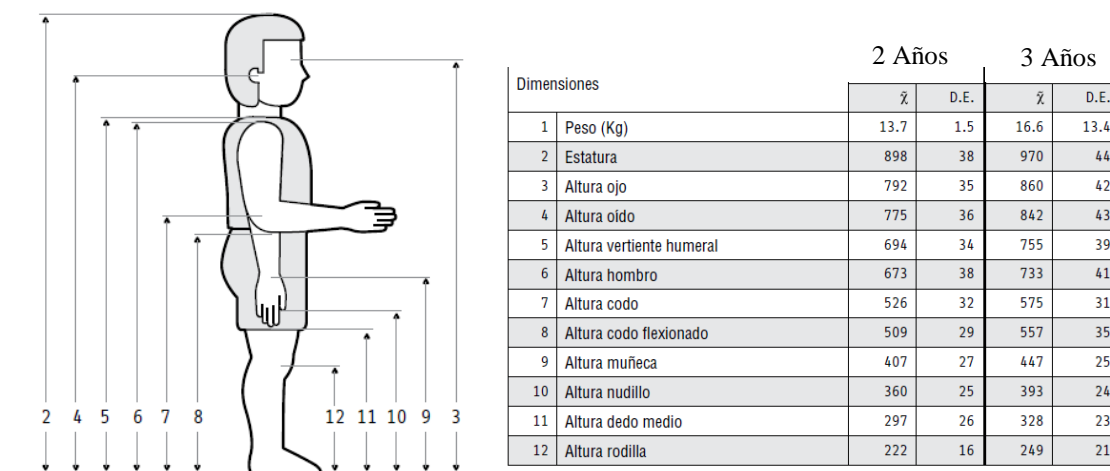 2 Años 3 Años
Dimensiones
x̄ D.E. x̄ D.E.
1 Peso (Kg) 13.7 1.5 16.6 13.4
2 Estatura 898 38 970 44
3 Altura ojo 792 35 860 42
4 Altura oído 775 36 842 43
5 Altura vertiente humeral 694 34 755 39
6 Altura hombro 673 38 733 41
7 Altura codo 526 32 575 31
8 Altura codo flexionado 509 29 557 35
9 Altura muñeca 407 27 447 25
10 Altura nudillo 360 25 393 24
11 Altura dedo medio 297 26 328 23
12 Altura rodilla 222 16 249 21
2 4 5 6 7 8 12 11 10 9 3